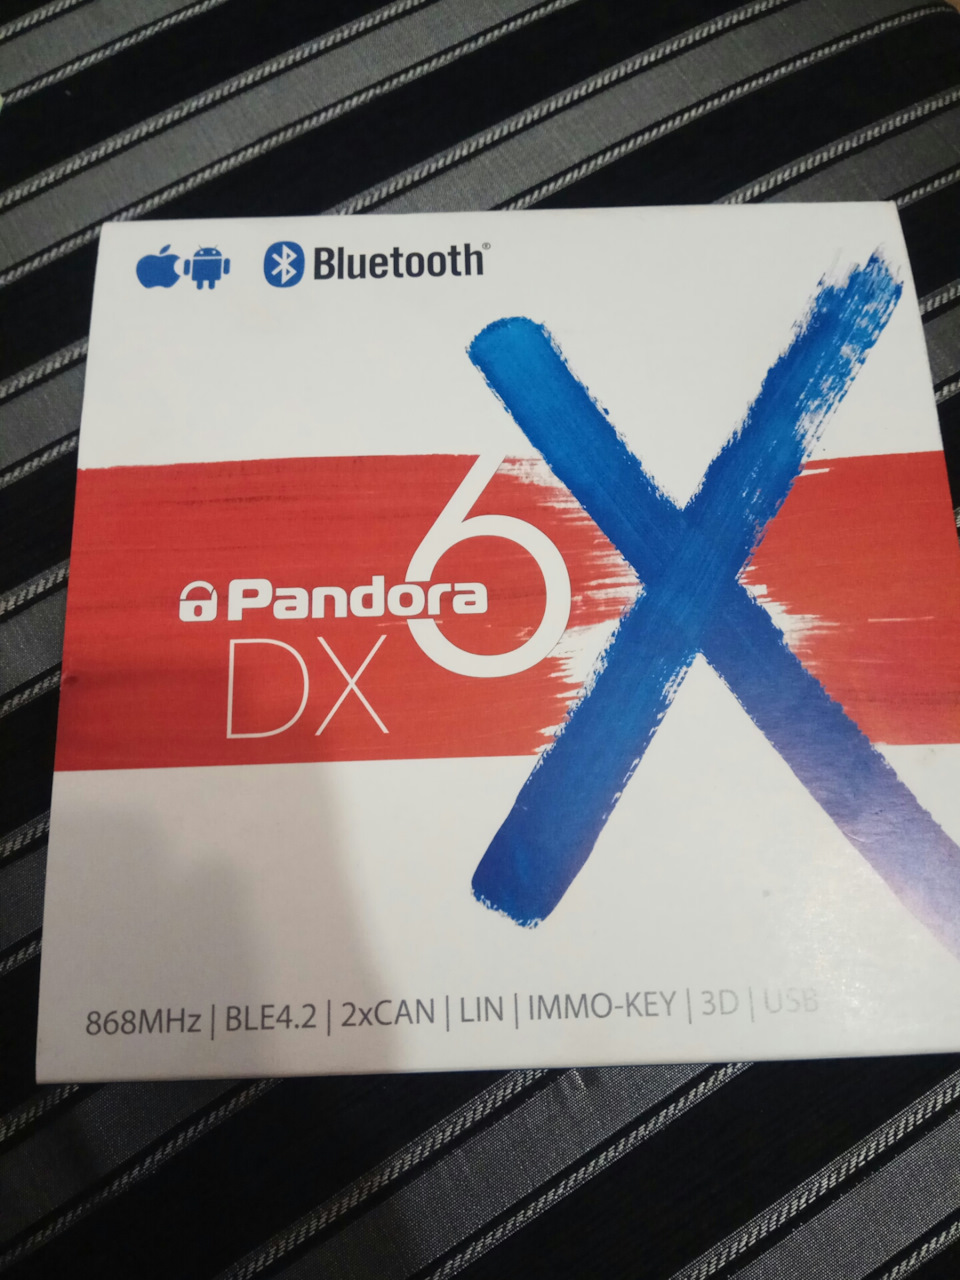 Bluetooth®
6X
Pandora
DX
868MHz | BLE4.2 | 2xCAN | LIN | IMMO-KEY | 3D | USB